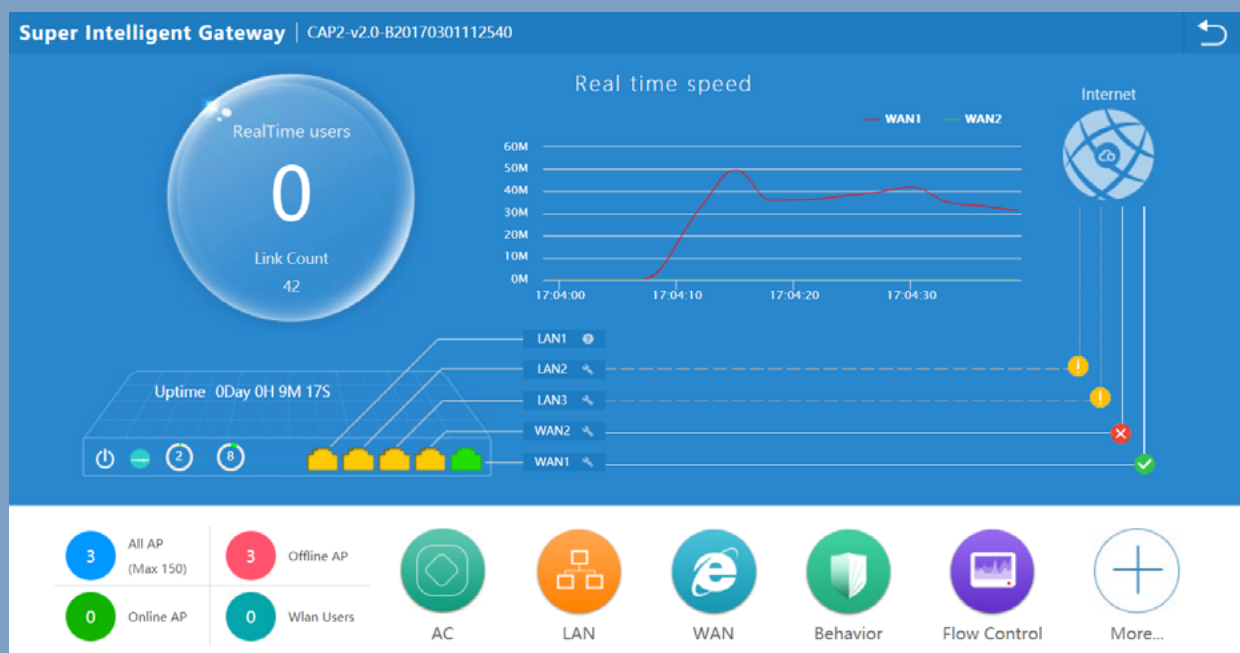 Super Intelligent Gateway | CAP2-v2.0-B20170301112540
RealTime users
0
Link Count
42
Real time speed
WAN1 WAN2
60M
50M
40M
30M
20M
10M
0M
17:04:00 17:04:10 17:04:20 17:04:30
Internet
LAN1
LAN2
LAN3
WAN2
WAN1
Uptime 0Day 0H 9M 17S
2 8
3 All AP
(Max 150)
3 Offline AP
0 Online AP
0 Wlan Users
AC
LAN
WAN
Behavior
Flow Control
More...